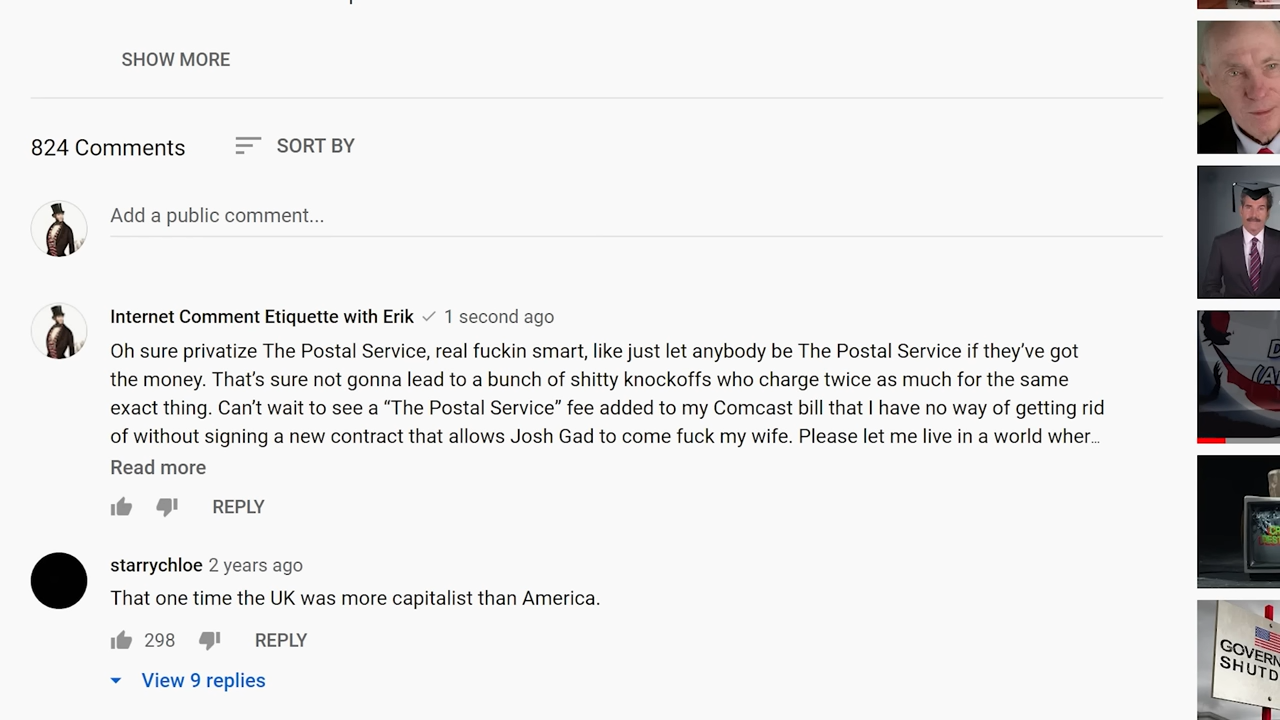 SHOW MORE
824 Comments
SORT BY
Add a public comment...
Internet Comment Etiquette with Erik 1 second ago
Oh sure privatize The Postal Service, real fuckin smart, like just let anybody be The Postal Service if they’ve got
the money. That’s sure not gonna lead to a bunch of shitty knockoffs who charge twice as much for the same
exact thing. Can’t wait to see a “The Postal Service” fee added to my Comcast bill that I have no way of getting rid
of without signing a new contract that allows Josh Gad to come fuck my wife. Please let me live in a world wher…
Read more
REPLY
starrychloe 2 years ago
That one time the UK was more capitalist than America.
298 REPLY
View 9 replies
GOVERN
SHUTD